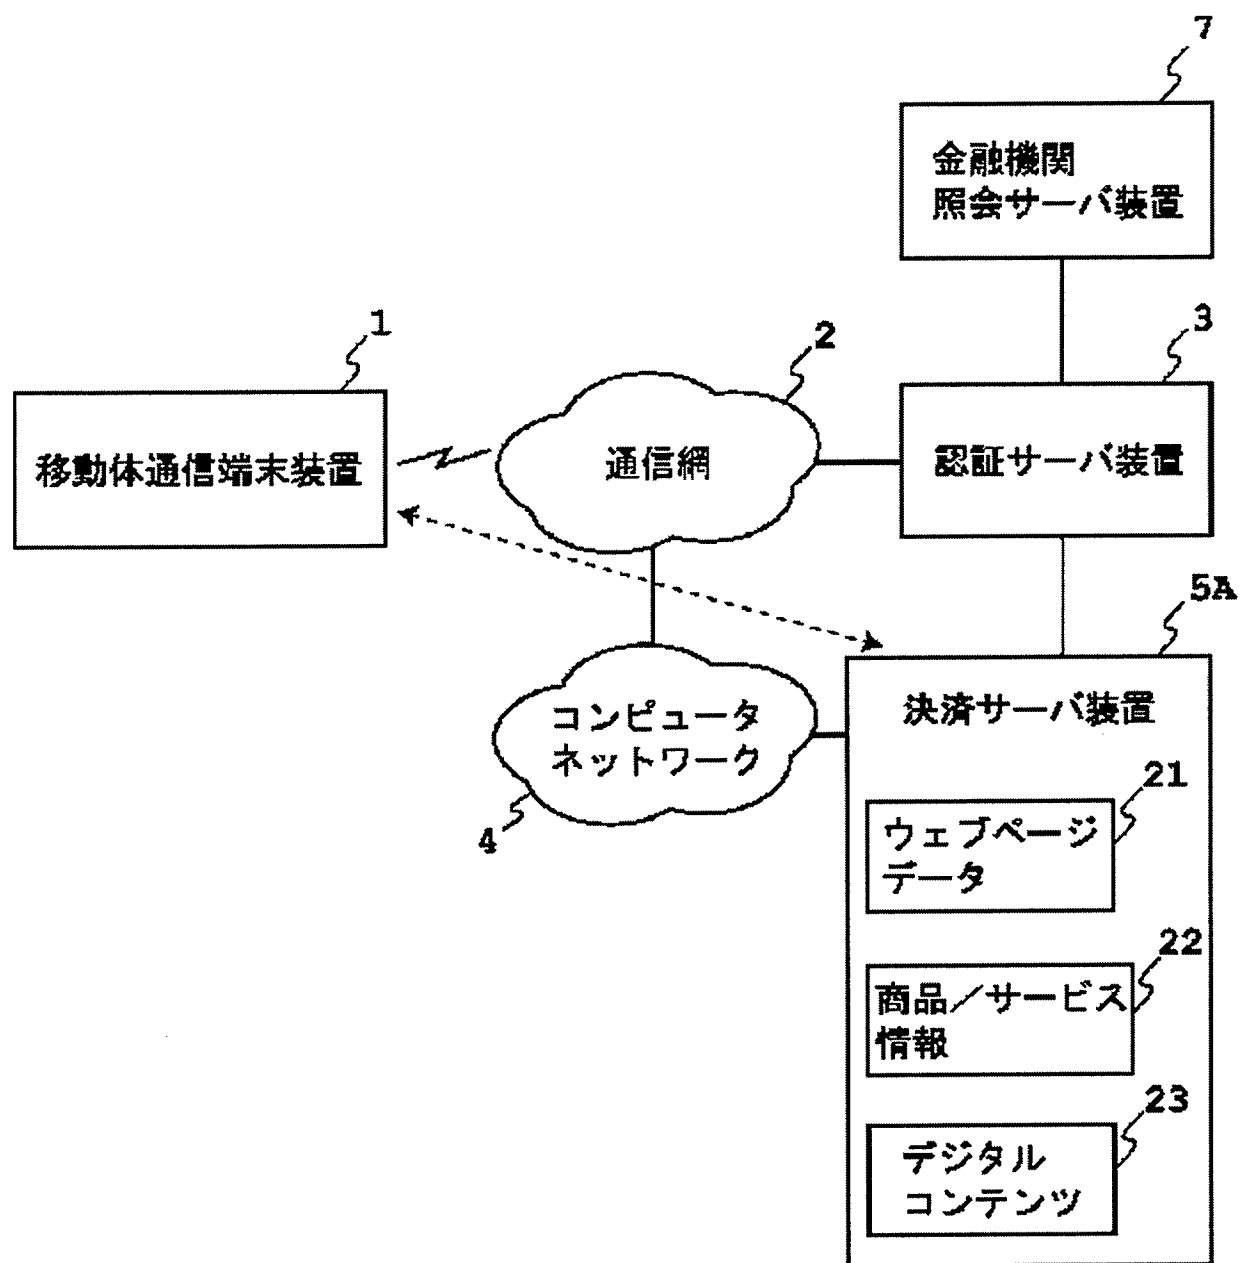 7
金融機関
照会サーバ装置
1
2
3
移動体通信端末装置
通信網
認証サーバ装置
5A
決済サーバ装置
コンピュータ
ネットワーク
4
21
ウェブページ
データ
22
商品／サービス
情報
23
デジタル
コンテンツ